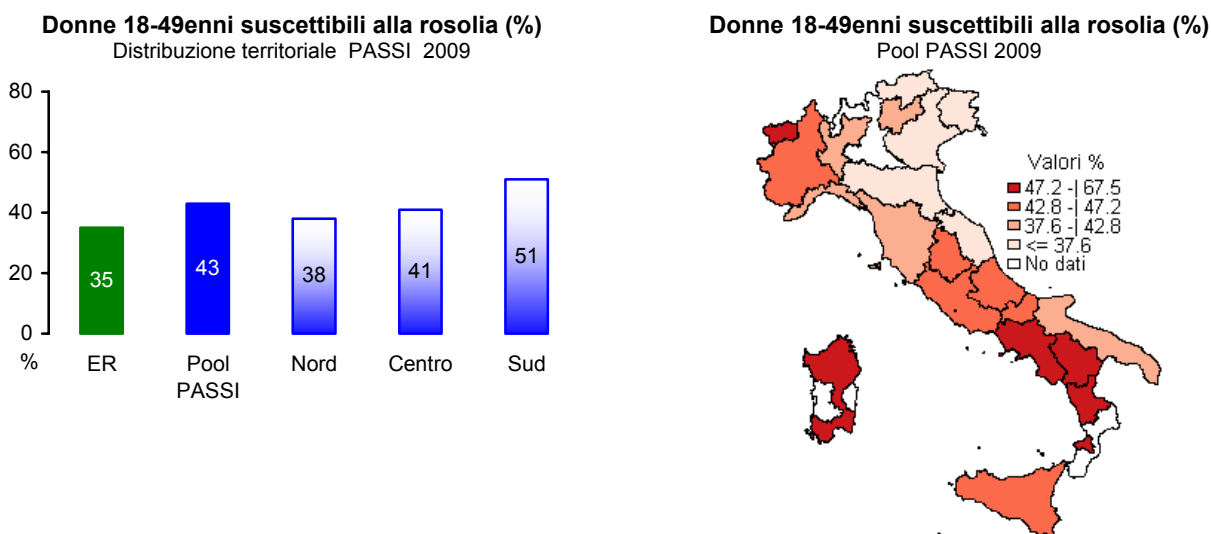 Donne 18-49enni suscettibili alla rosolia (%)
Distribuzione territoriale PASSI 2009
80
60
40
20
0
%
35
43
38
41
51
ER
Pool
PASSI
Nord
Centro
Sud
Donne 18-49enni suscettibili alla rosolia (%)
Pool PASSI 2009
Valori %
47.2 -| 67.5
42.8 -| 47.2
37.6 -| 42.8
<= 37.6
No dati